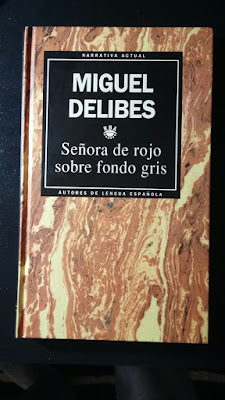 NARRATIVA ACTUAL
MIGUEL
DELIBES
Señora de rojo
sobre fondo gris
AUTORES DE LENGUA ESPAÑOLA